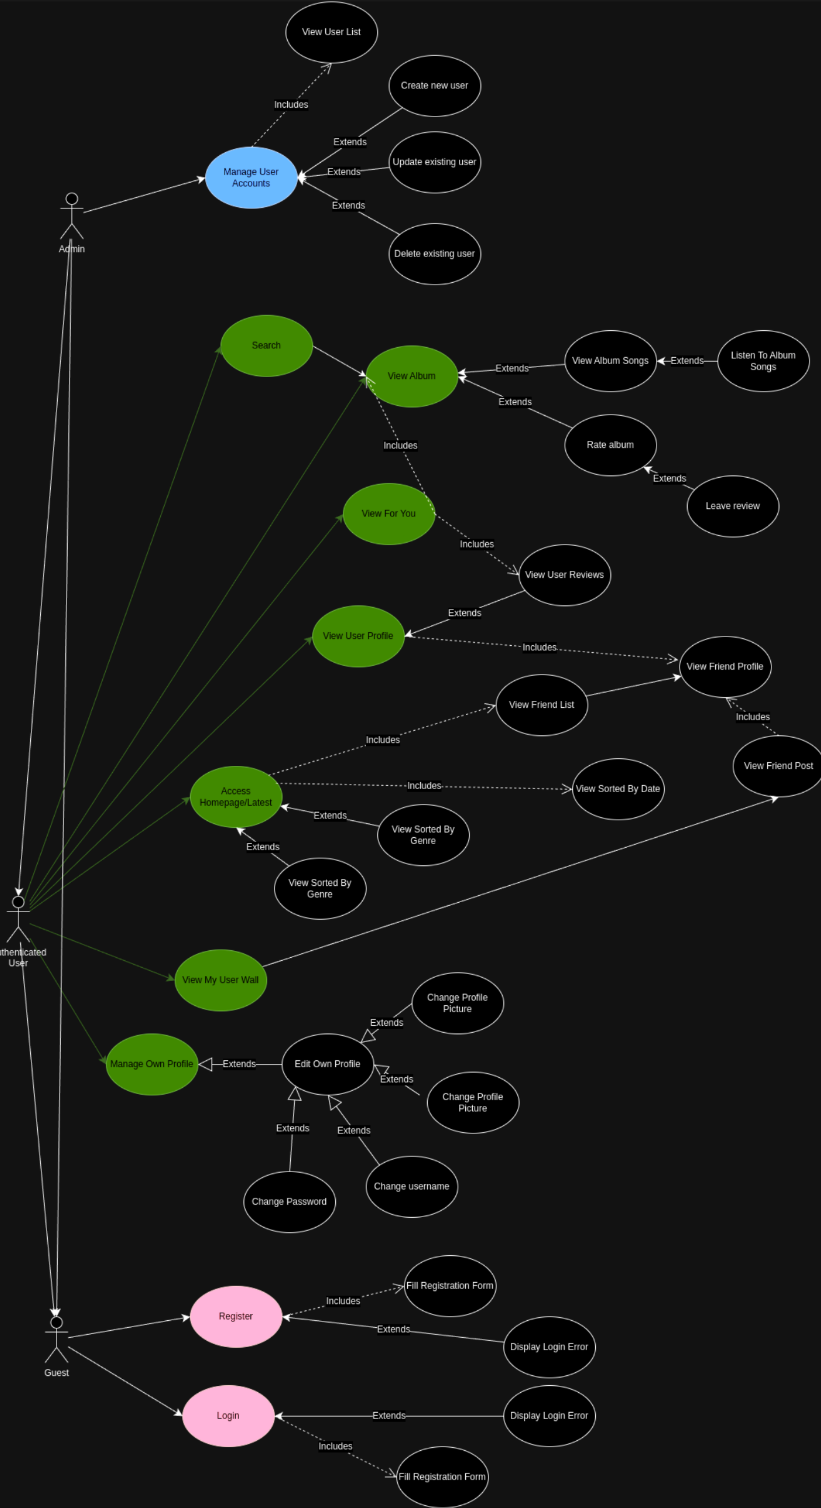 View User List
Create new user
Includes
Extends
Update existing user
Extends
Manage User
Accounts
Extends
Admin
Delete existing user
Search
View Album
Extends
View Album Songs
Extends
Listen To Album
Songs
Extends
Rate album
Includes
Extends
Leave review
View For You
Includes
View User Reviews
Extends
View User Profile
Includes
View Friend Profile
View Friend List
Includes
Includes
View Friend Post
Access
Homepage/Latest
Includes
View Sorted By Date
Extends
View Sorted By
Genre
Extends
View Sorted By
Genre
uthenticated
User
View My User Wall
Change Profile
Picture
Extends
Manage Own Profile
Extends
Edit Own Profile
Extends
Change Profile
Picture
Extends
Extends
Change Password
Change username
Fill Registration Form
Includes
Register
Extends
Display Login Error
Guest
Login
Extends
Display Login Error
Includes
Fill Registration Form